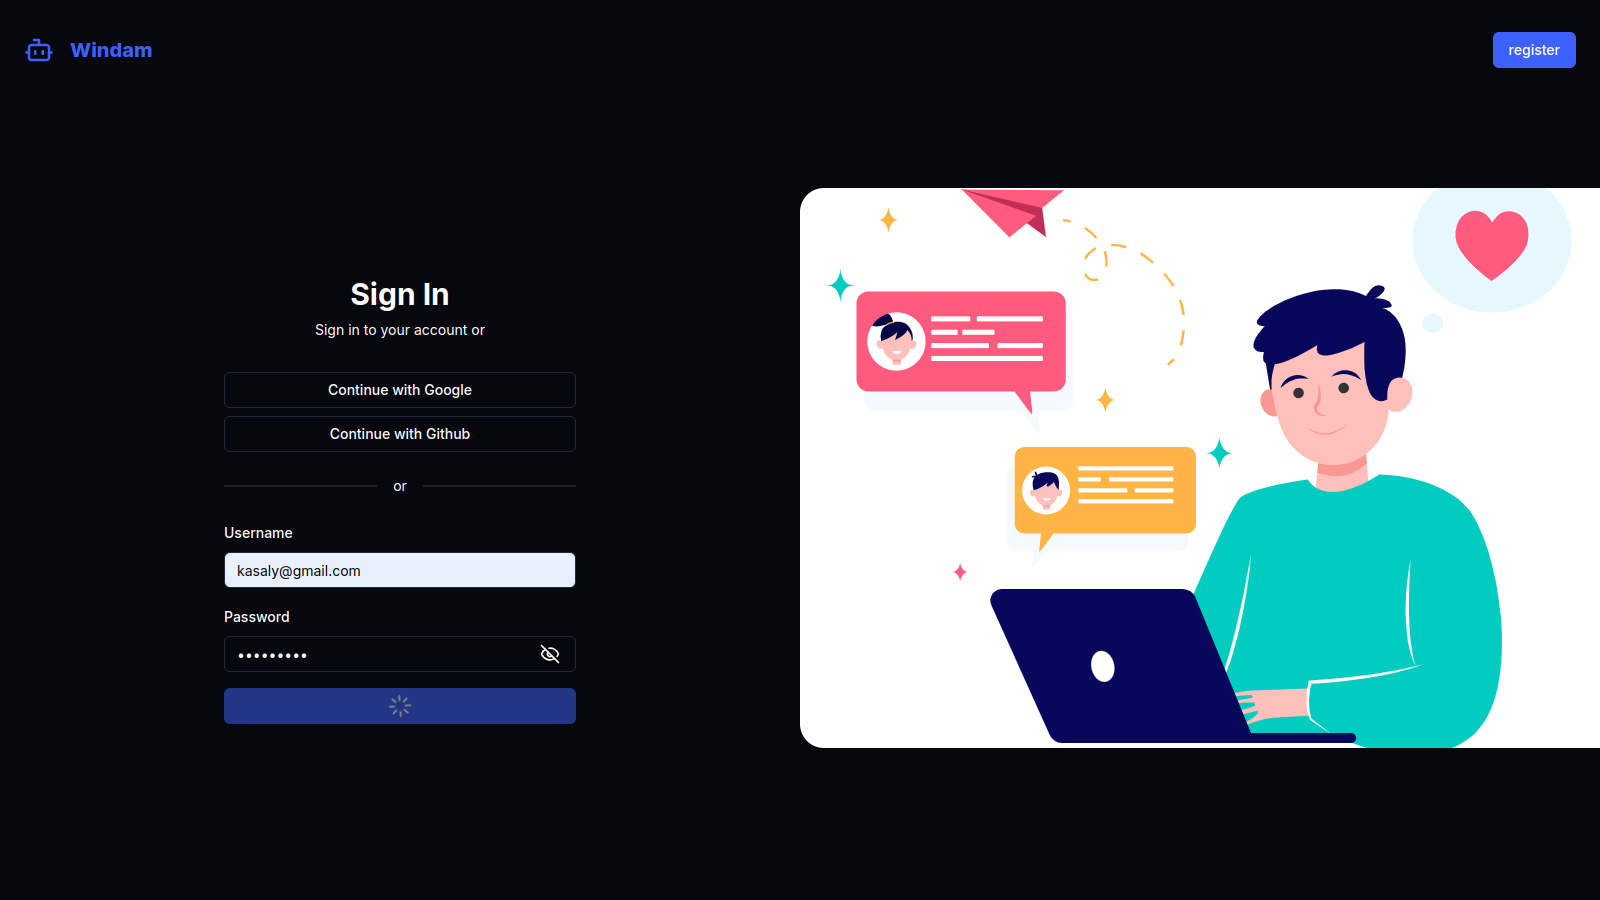 Windam
register
Sign In
Sign in to your account or
Continue with Google
Continue with Github
or
Username
kasaly@gmail.com
Password
•••••••••